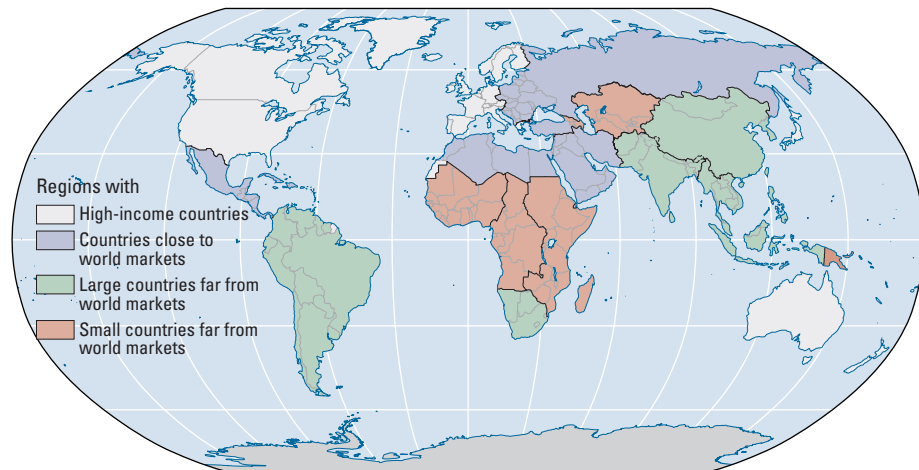 Regions with
High-income countries
Countries close to
world markets
Large countries far from
world markets
Small countries far from
world markets